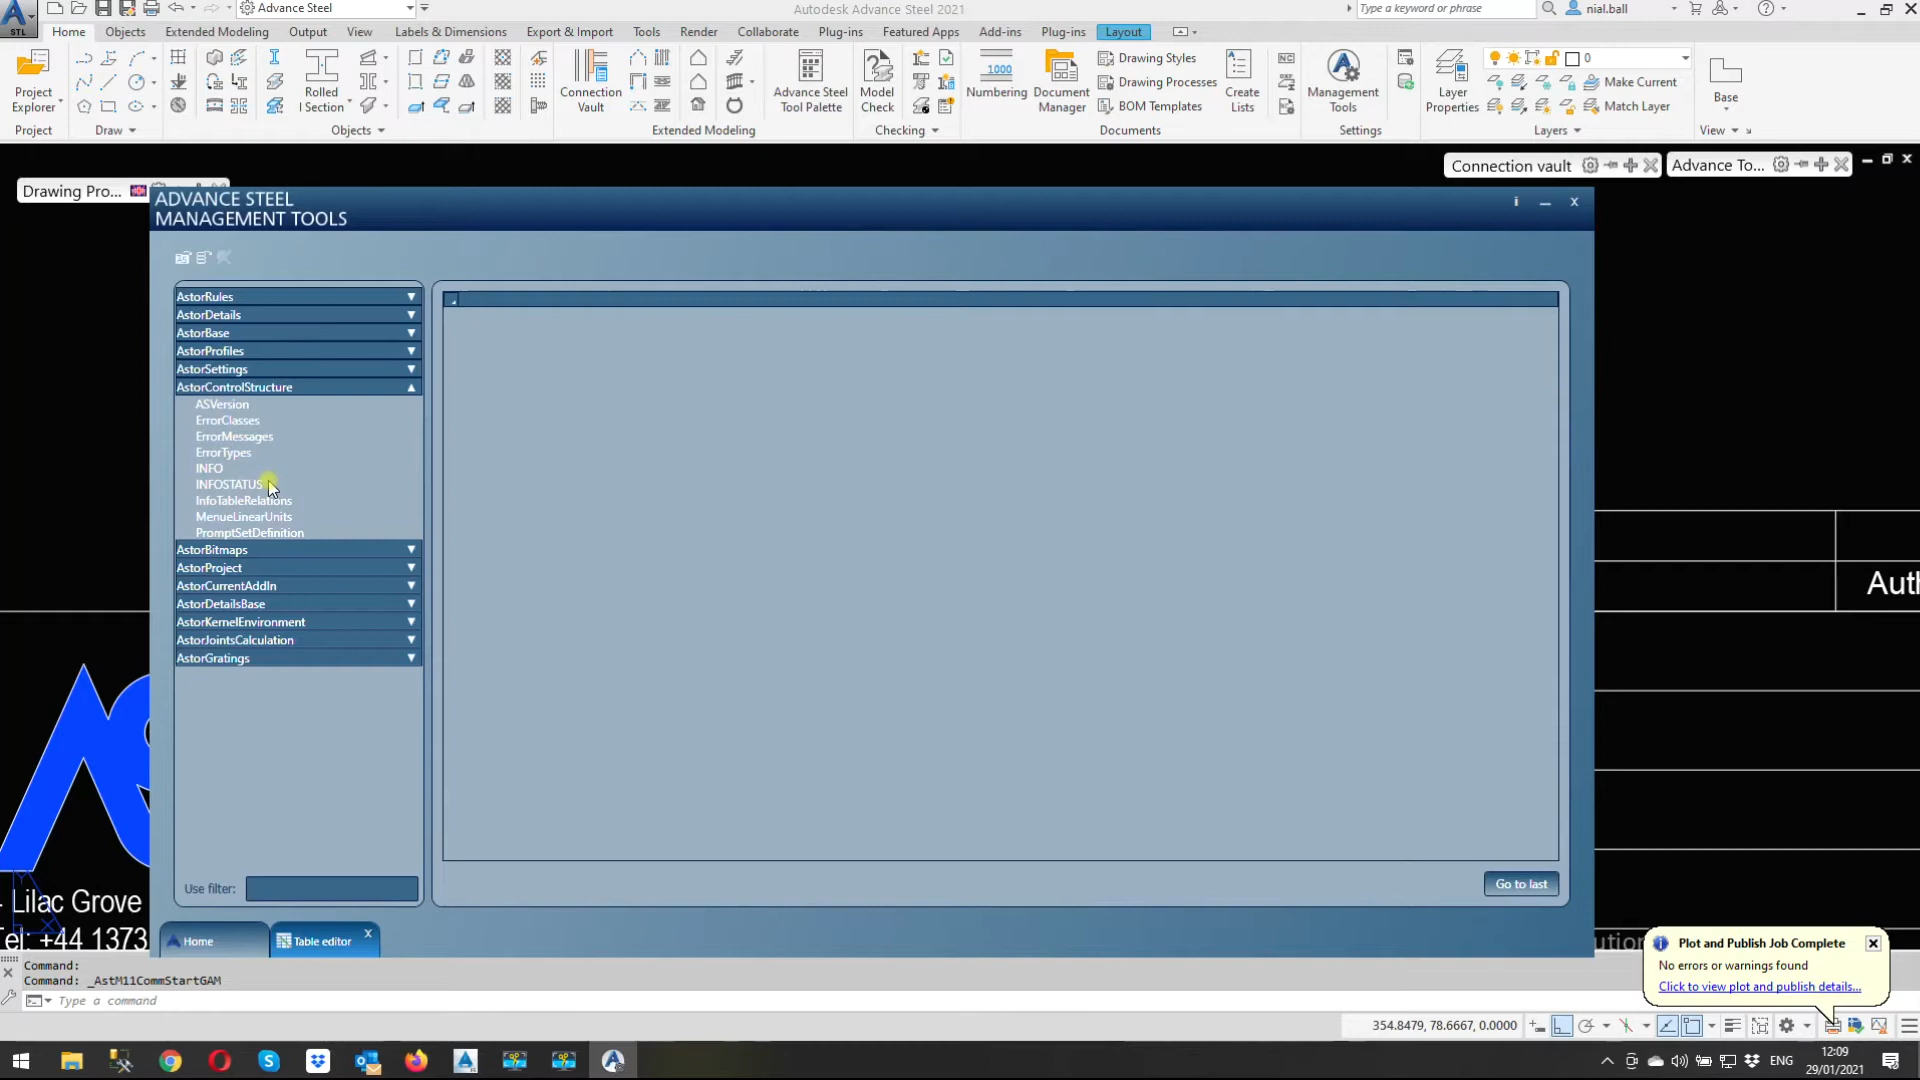 STL
Advance Steel
Autodesk Advance Steel 2021
Type a keyword or phrase
nial.ball
Home
Objects
Extended Modeling
Output
View
Labels & Dimensions
Export & Import
Tools
Render
Collaborate
Plug-ins
Featured Apps
Add-ins
Plug-ins
Layout
Project
Explorer
Project
Draw
Rolled
I Section
Objects
Connection
Vault
Extended Modeling
Advance Steel
Tool Palette
Model
Check
Checking
1000
Numbering
Document
Manager
Drawing Styles
Drawing Processes
BOM Templates
Create
Lists
Documents
NC
DXF
Management
Tools
Settings
Layer
Properties
0
Make Current
Match Layer
Layers
Base
View
Connection vault
Advance To...
Drawing Pro...
ADVANCE STEEL
MANAGEMENT TOOLS
i
x
AstorRules
AstorDetails
AstorBase
AstorProfiles
AstorSettings
AstorControlStructure
ASVersion
ErrorClasses
ErrorMessages
ErrorTypes
INFO
INFOSTATUS
InfoTableRelations
MenueLinearUnits
PromptSetDefinition
AstorBitmaps
AstorProject
AstorCurrentAddIn
AstorDetailsBase
AstorKernelEnvironment
AstorJointsCalculation
AstorGratings
Use filter:
Go to last
Home
Table editor
x
Auth
Lilac Grove
Tel: +44 1373
Command:
Command: _AstM11CommStartGAM
Type a command
Plot and Publish Job Complete
No errors or warnings found
Click to view plot and publish details...
354.8479, 78.6667, 0.0000
ENG
12:09
29/01/2021